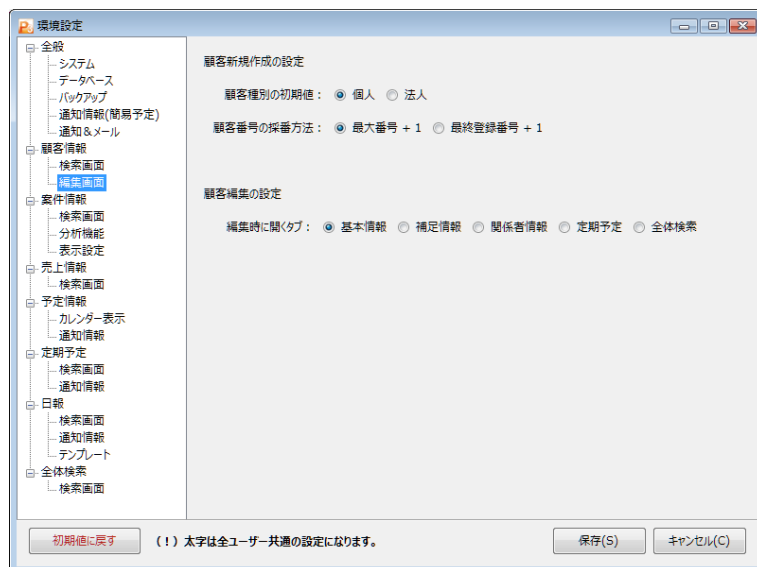 環境設定
全般
システム
データベース
バックアップ
通知情報(簡易予定)
通知&メール
顧客情報
検索画面
編集画面
案件情報
検索画面
分析機能
表示設定
売上情報
検索画面
予定情報
カレンダー表示
通知情報
定期予定
検索画面
通知情報
日報
検索画面
通知情報
テンプレート
全体検索
検索画面
顧客新規作成の設定
顧客種別の初期値: 個人 法人
顧客番号の採番方法: 最大番号 + 1 最終登録番号 + 1
顧客編集の設定
編集時に開くタブ: 基本情報 補足情報 関係者情報 定期予定 全体検索
初期値に戻す (!) 太字は全ユーザー共通の設定になります。 保存(S) キャンセル(C)